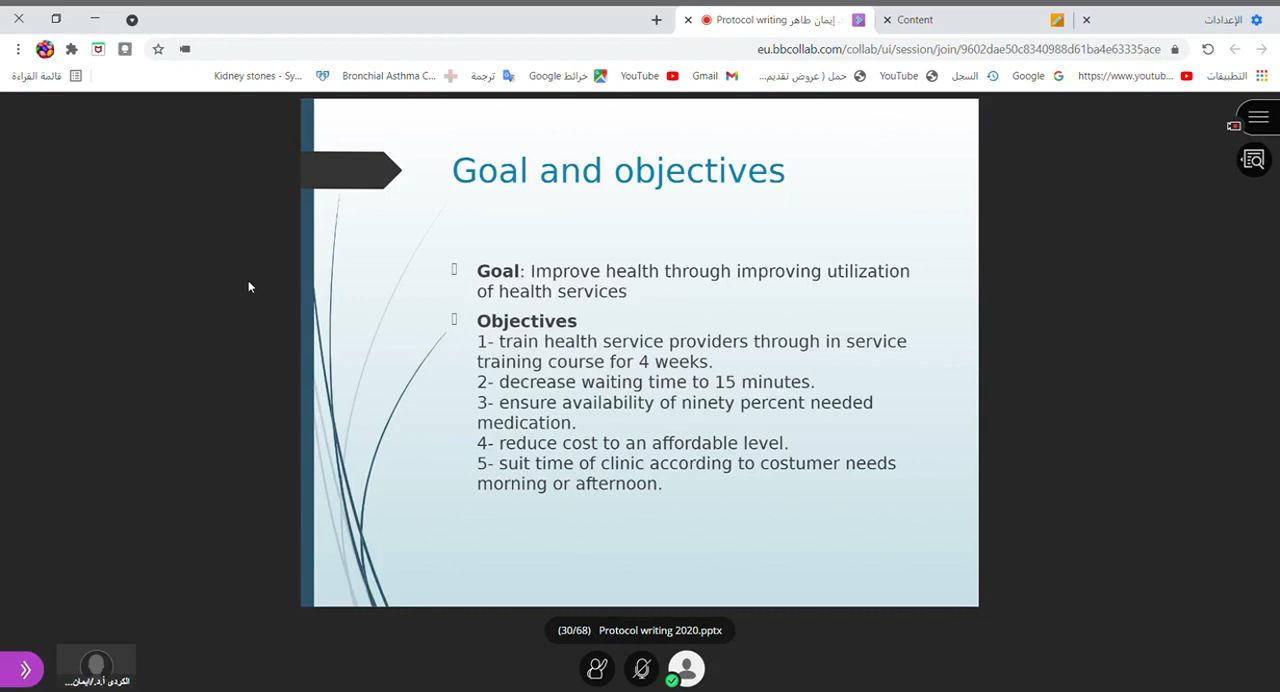 Protocol writing إيمان طاهر ...
Content
الإعدادات
eu.bbcollab.com/collab/ui/session/join/9602dae50c8340988d61ba4e63335ace
التطبيقات
https://www.youtub...
Google
السجل
YouTube
حمل ( عروض تقديم...
Gmail
YouTube
خرائط Google
ترجمة
Bronchial Asthma C...
Kidney stones - Sy...
قائمة القراءة
Goal and objectives
Goal: Improve health through improving utilization
of health services
Objectives
1- train health service providers through in service
training course for 4 weeks.
2- decrease waiting time to 15 minutes.
3- ensure availability of ninety percent needed
medication.
4- reduce cost to an affordable level.
5- suit time of clinic according to costumer needs
morning or afternoon.
(30/68) Protocol writing 2020.pptx
الكردى أ.د./ايمان...